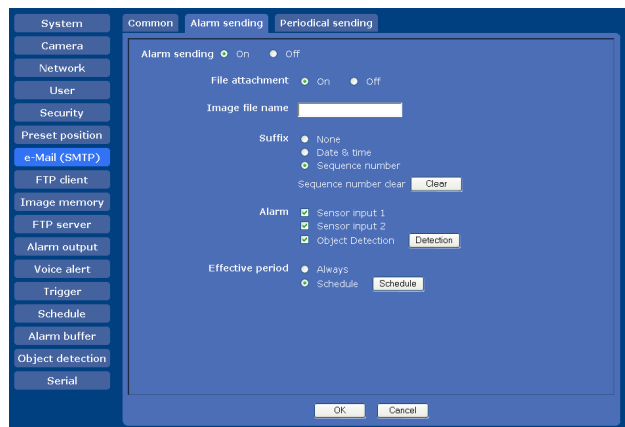 System
Camera
Network
User
Security
Preset position
e-Mail (SMTP)
FTP client
Image memory
FTP server
Alarm output
Voice alert
Trigger
Schedule
Alarm buffer
Object detection
Serial
Common Alarm sending Periodical sending
Alarm sending On Off
File attachment On Off
Image file name
Suffix None
Date & time
Sequence number
Sequence number clear Clear
Alarm Sensor input 1
Sensor input 2
Object Detection Detection
Effective period Always
Schedule Schedule
OK Cancel